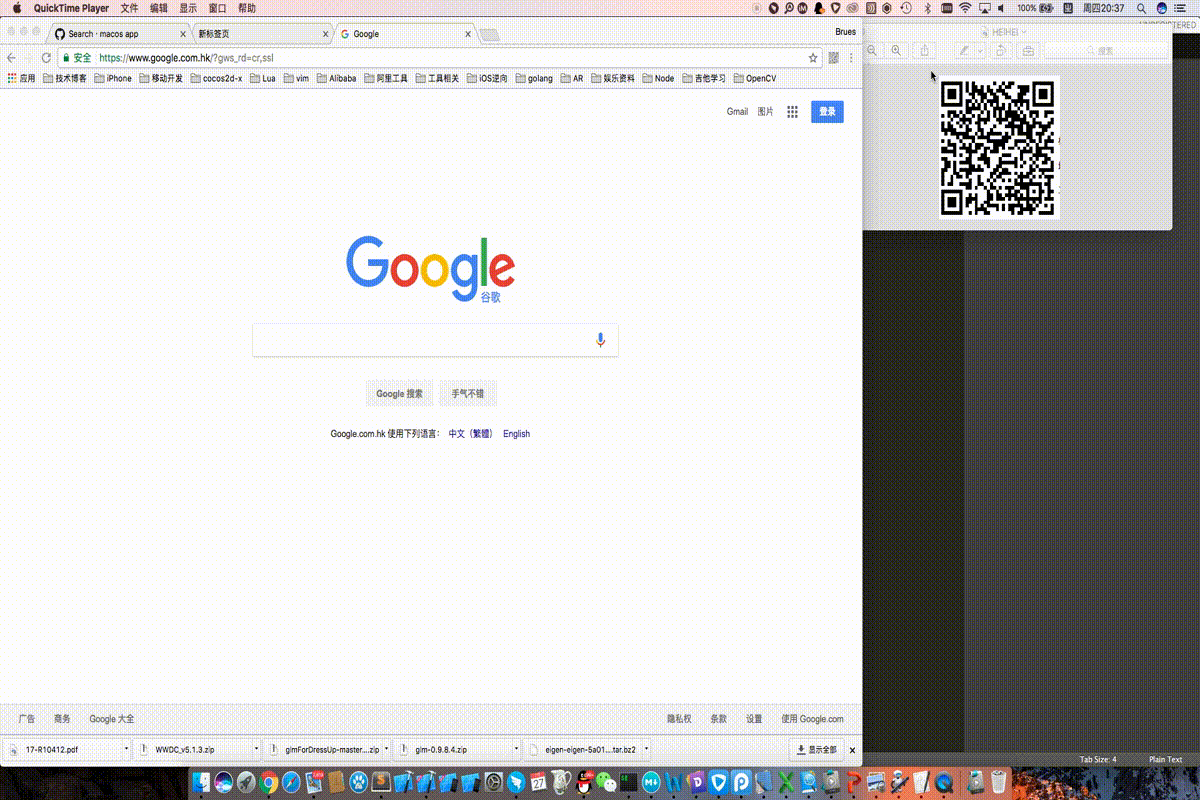 QuickTime Player 文件 编辑 显示 窗口 帮助 100% 周四20:37
Search · macos app 新标签页 Google Brues
安全 https://www.google.com.hk/?gws_rd=cr,ssl
应用 技术博客 iPhone 移动开发 cocos2d-x Lua vim Alibaba 阿里工具 工具相关 iOS逆向 golang AR 娱乐资料 Node 吉他学习 OpenCV
HEIHEI
搜索
Gmail 图片 登录
Google
谷歌
Google 搜索 手气不错
Google.com.hk 使用下列语言: 中文（繁體） English
广告 商务 Google 大全 隐私权 条款 设置 使用 Google.com
17-R10412.pdf WWDC_v5.1.3.zip glmForDressUp-master....zip glm-0.9.8.4.zip eigen-eigen-5a01...tar.bz2 显示全部
Tab Size: 4 Plain Text